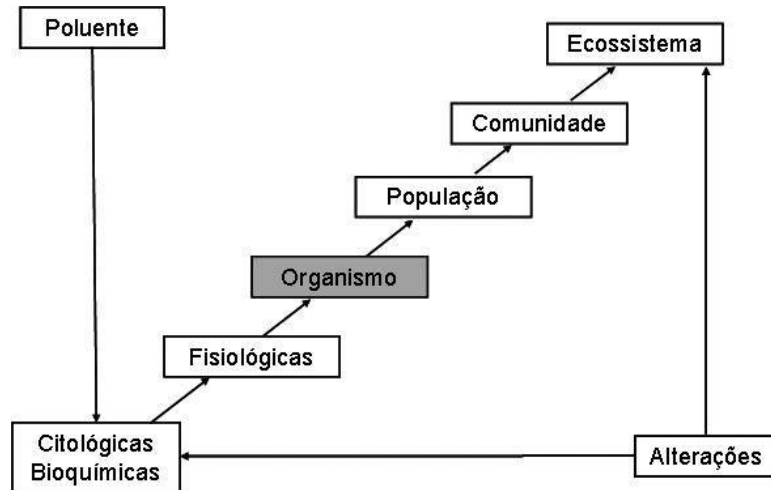 Poluente
Ecossistema
Comunidade
População
Organismo
Fisiológicas
Citológicas
Bioquímicas
Alterações